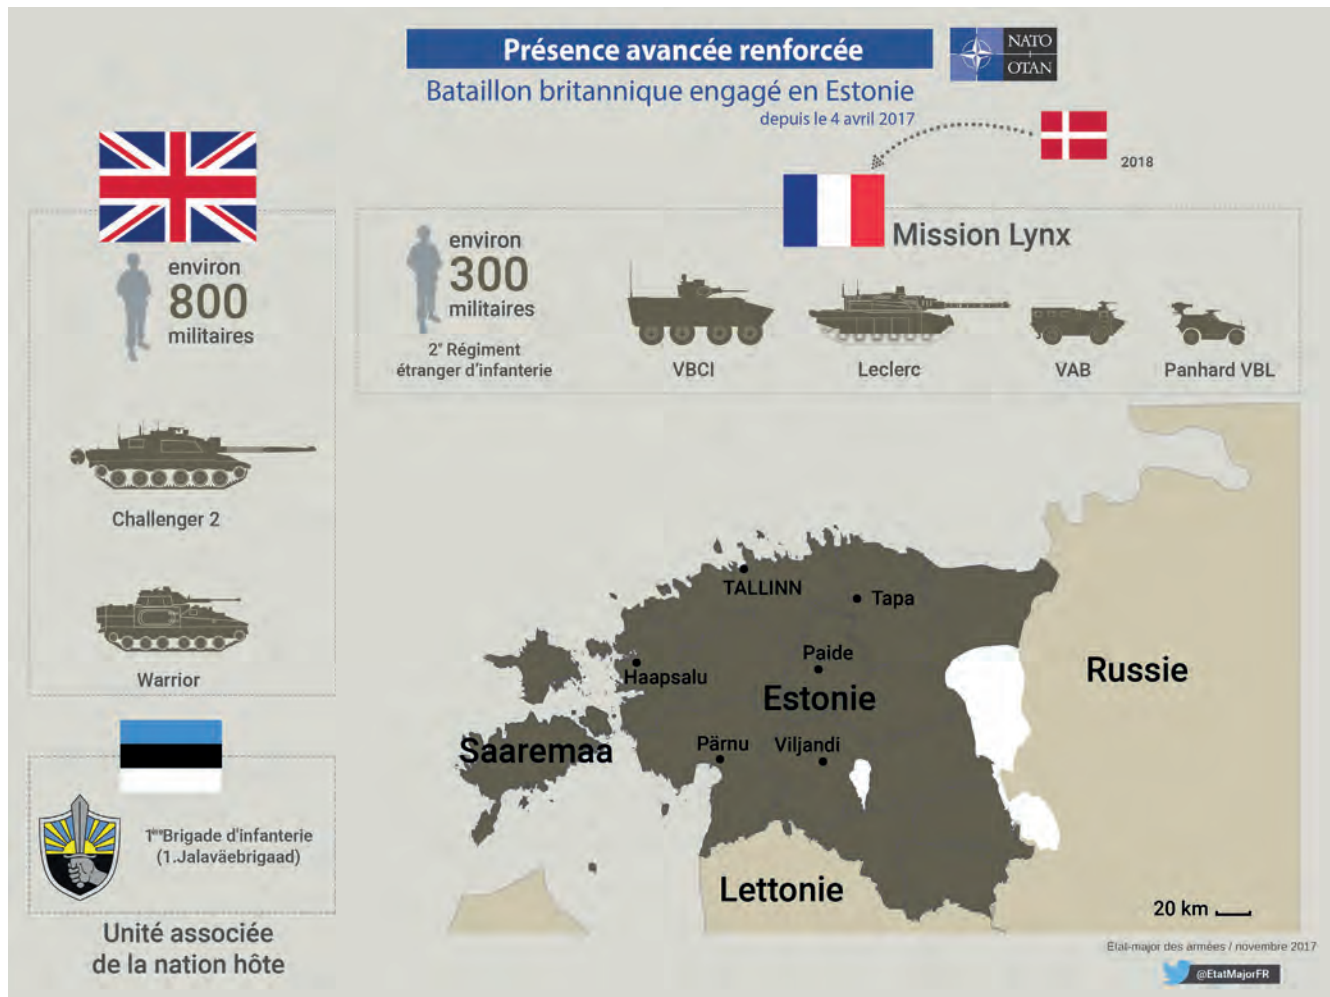 Présence avancée renforcée
NATO
OTAN
Bataillon britannique engagé en Estonie
depuis le 4 avril 2017
2018
Mission Lynx
environ
800
militaires
Challenger 2
Warrior
environ
300
militaires
2e Régiment
étranger d'infanterie
VBCI
Leclerc
VAB
Panhard VBL
1ère Brigade d'infanterie
(1.Jalaväebrigaad)
Unité associée
de la nation hôte
TALLINN
Tapa
Paide
Haapsalu
Estonie
Russie
Saaremaa
Pärnu
Viljandi
Lettonie
20 km
État-major des armées / novembre 2017
@EtatMajorFR